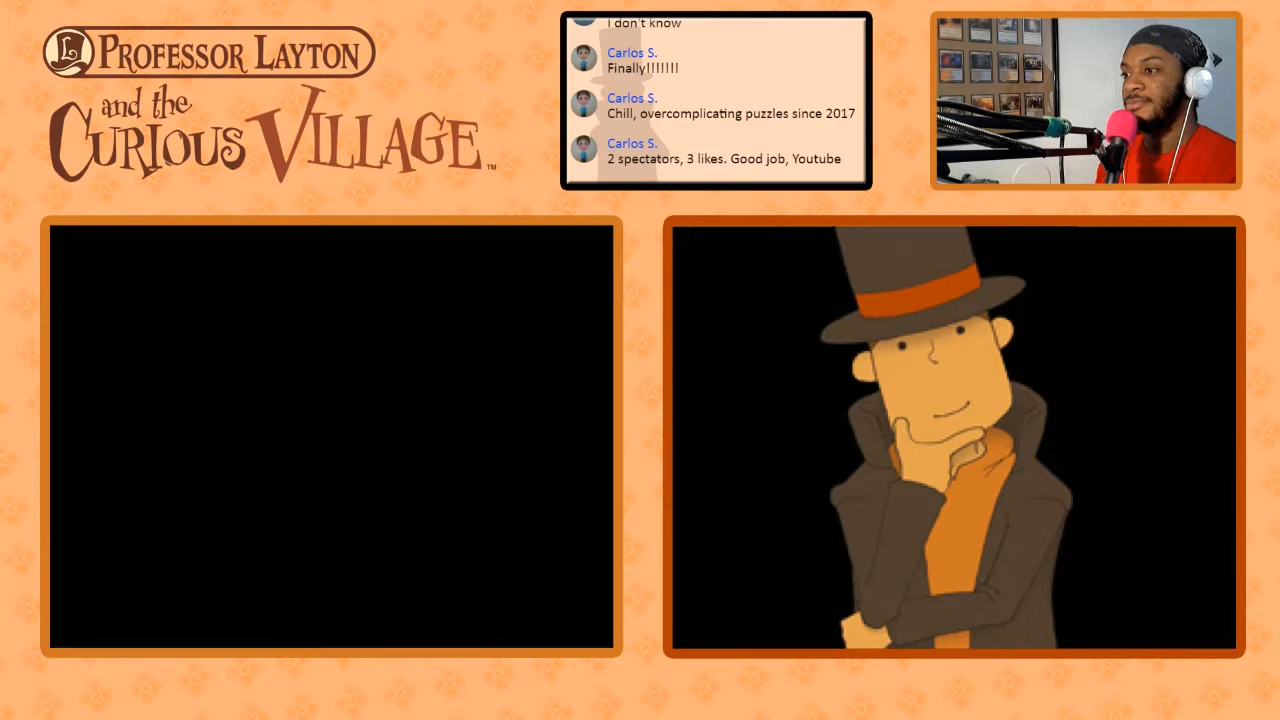 L PROFESSOR LAYTON
and the
CURIOUS VILLAGE™
I don't know
Carlos S.
Finally!!!!!!!
Carlos S.
Chill, overcomplicating puzzles since 2017
Carlos S.
2 spectators, 3 likes. Good job, Youtube